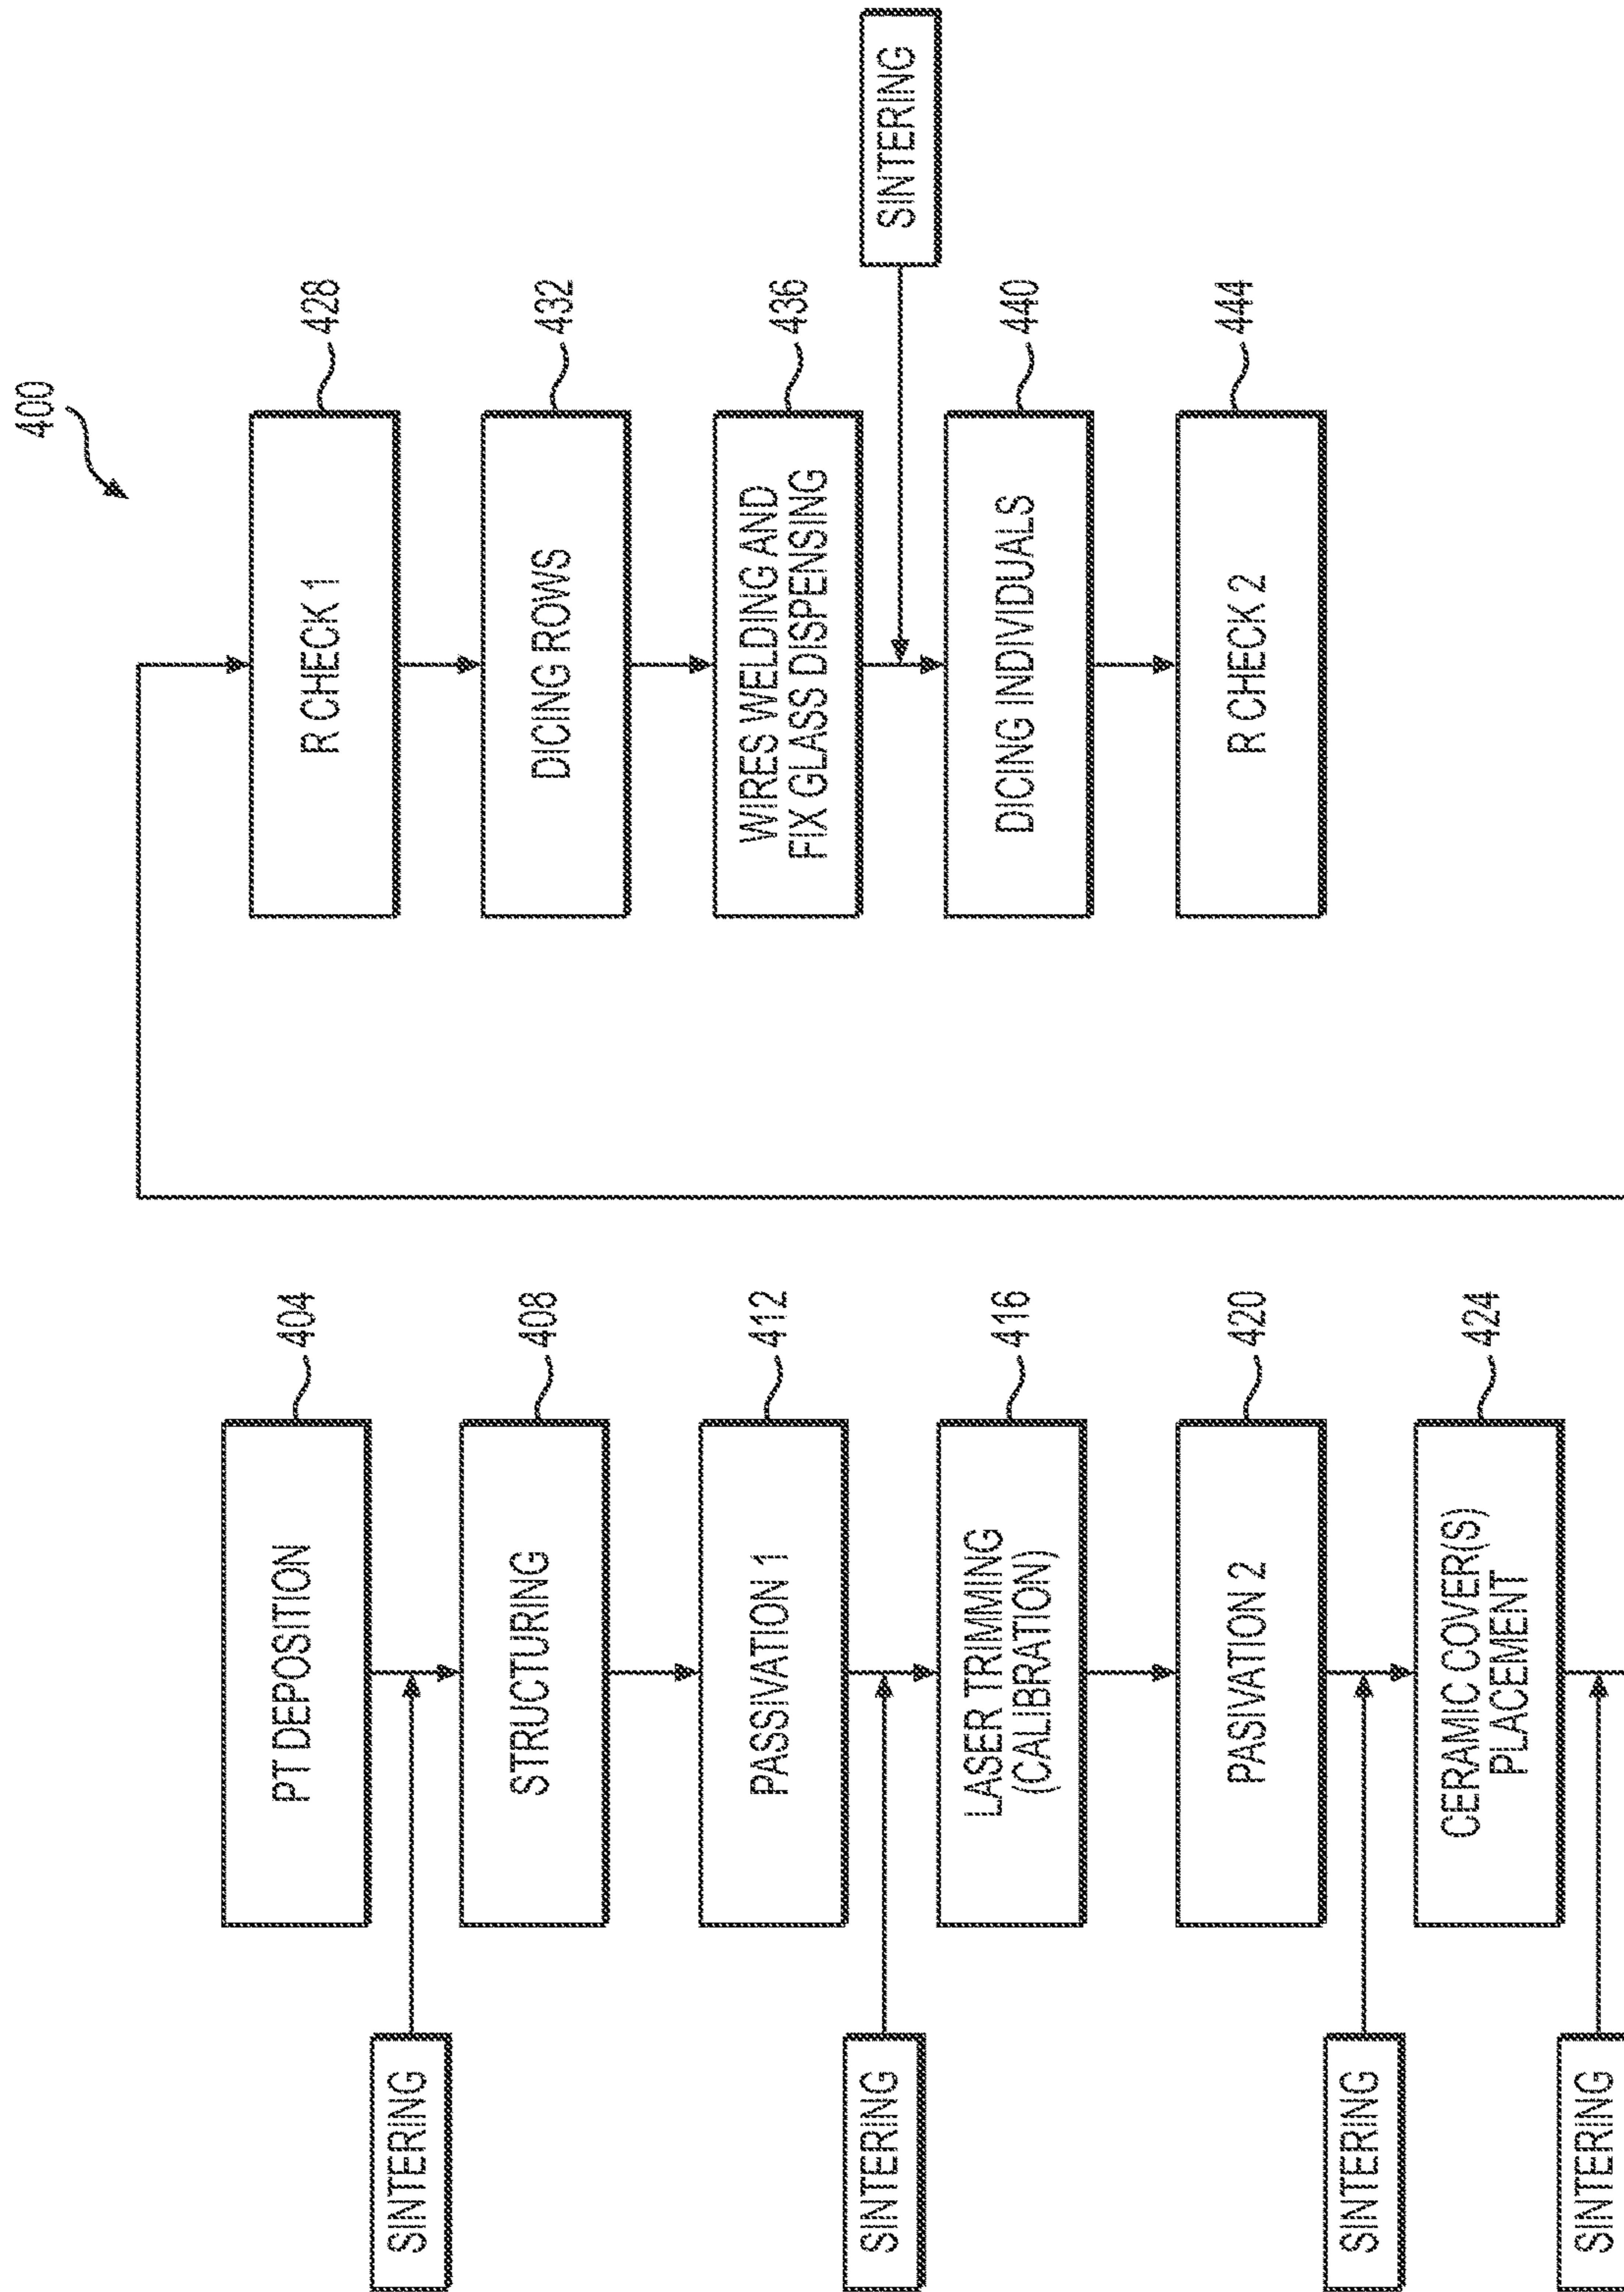 400
PT DEPOSITION
404
SINTERING
STRUCTURING
408
PASSIVATION 1
412
SINTERING
LASER TRIMMING
(CALIBRATION)
416
PASIVATION 2
420
SINTERING
CERAMIC COVER(S)
PLACEMENT
424
SINTERING
R CHECK 1
428
DICING ROWS
432
WIRES WELDING AND
FIX GLASS DISPENSING
436
SINTERING
DICING INDIVIDUALS
440
R CHECK 2
444